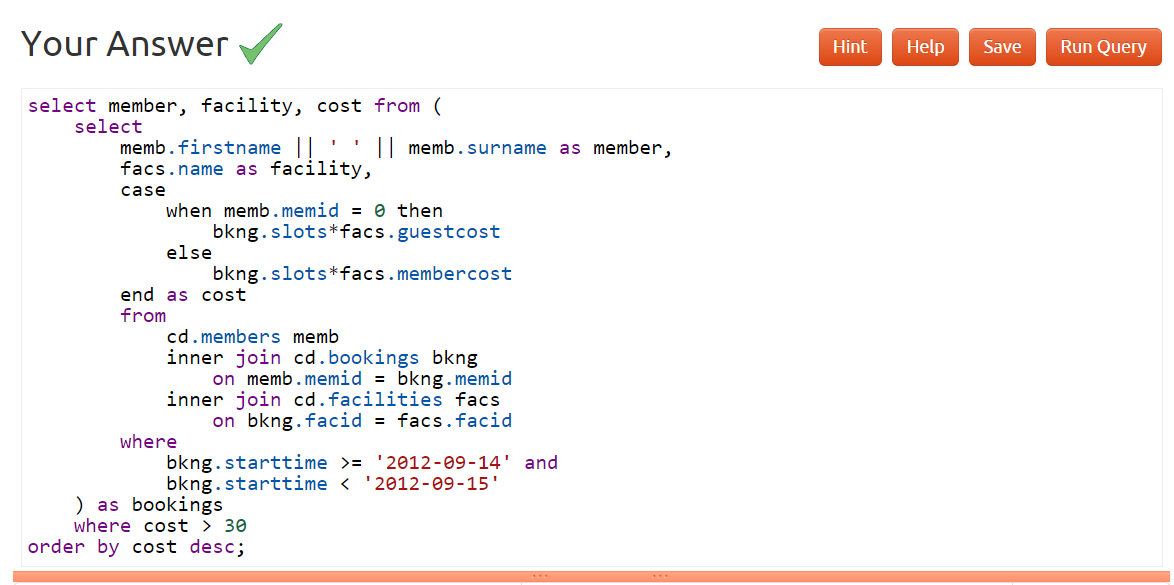 Your Answer
Hint Help Save Run Query
select member, facility, cost from (
    select
        memb.firstname || ' ' || memb.surname as member,
        facs.name as facility,
        case
            when memb.memid = 0 then
                bkng.slots*facs.guestcost
            else
                bkng.slots*facs.membercost
        end as cost
        from
            cd.members memb
            inner join cd.bookings bkng
                on memb.memid = bkng.memid
            inner join cd.facilities facs
                on bkng.facid = facs.facid
        where
            bkng.starttime >= '2012-09-14' and
            bkng.starttime < '2012-09-15'
    ) as bookings
    where cost > 30
order by cost desc;